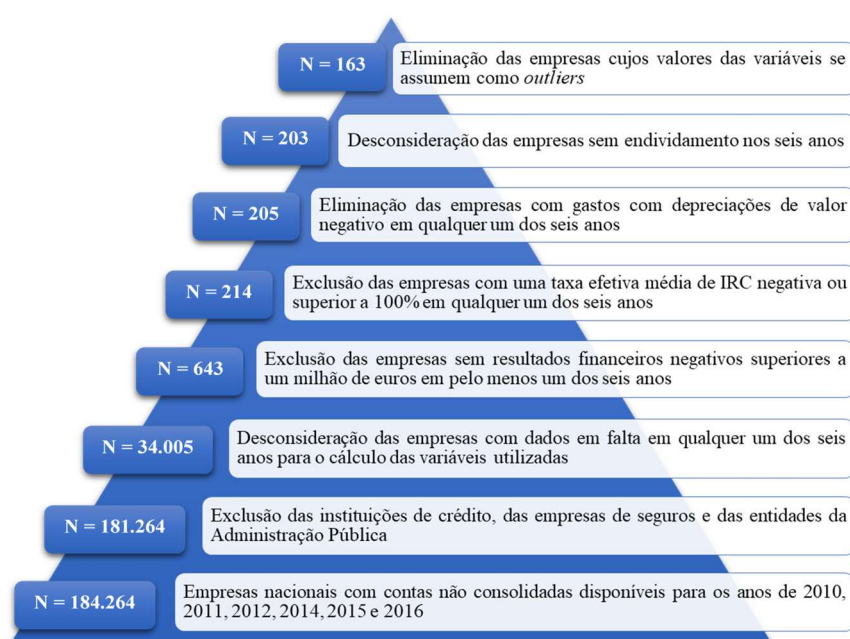 N = 163
Eliminação das empresas cujos valores das variáveis se
assumem como outliers
N = 203
Desconsideração das empresas sem endividamento nos seis anos
N = 205
Eliminação das empresas com gastos com depreciações de valor
negativo em qualquer um dos seis anos
N = 214
Exclusão das empresas com uma taxa efetiva média de IRC negativa ou
superior a 100% em qualquer um dos seis anos
N = 643
Exclusão das empresas sem resultados financeiros negativos superiores a
um milhão de euros em pelo menos um dos seis anos
N = 34.005
Desconsideração das empresas com dados em falta em qualquer um dos seis
anos para o cálculo das variáveis utilizadas
N = 181.264
Exclusão das instituições de crédito, das empresas de seguros e das entidades da
Administração Pública
N = 184.264
Empresas nacionais com contas não consolidadas disponíveis para os anos de 2010,
2011, 2012, 2014, 2015 e 2016